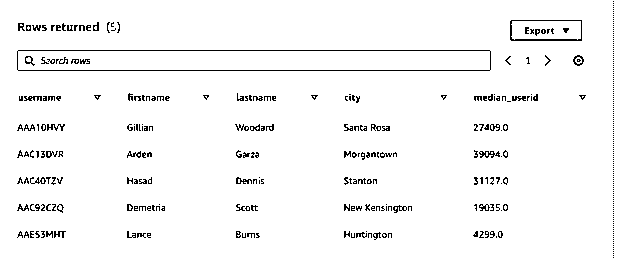 Rows returned (5)
Export
Search rows
1
username firstname lastname city median_userid
AAA10HVY Gillian Woodard Santa Rosa 27409.0
AAC13DVR Arden Garza Morgantown 39094.0
AAC40TZV Hasad Dennis Stanton 31127.0
AAC92CZQ Demetria Scott New Kensington 19035.0
AAE53MHT Lance Burns Huntington 4299.0